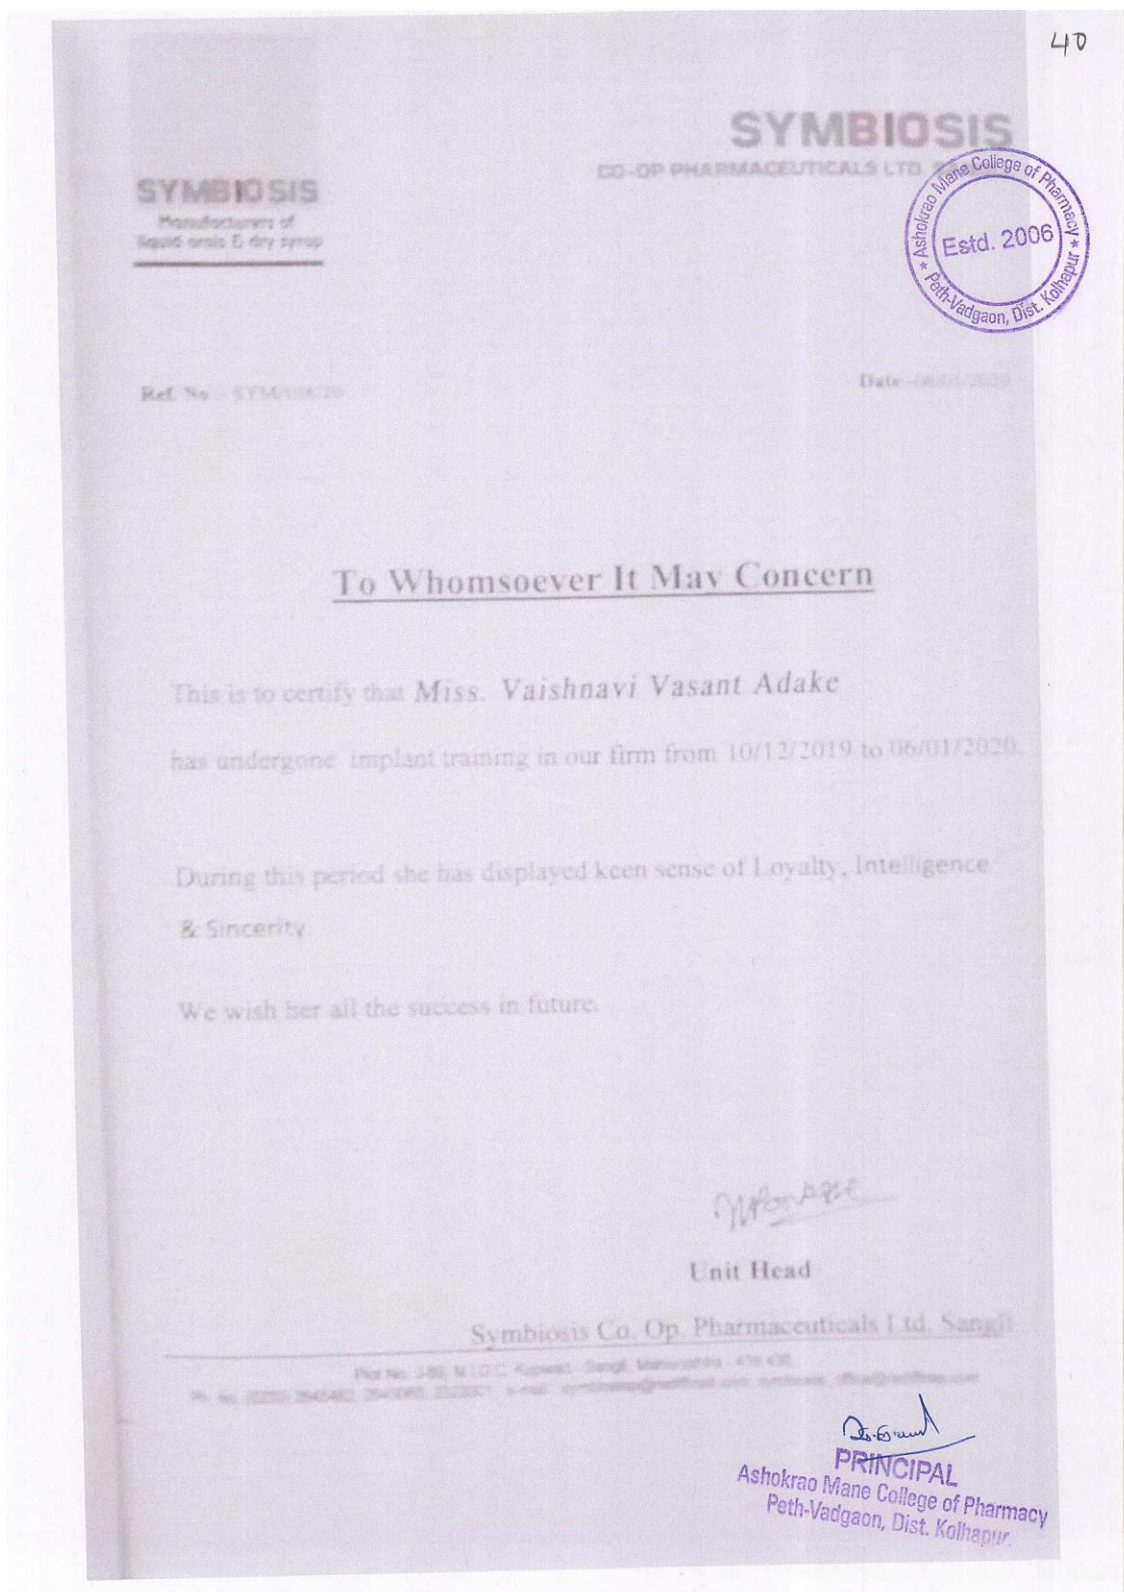 40
SYMBIOSIS
CO-OP PHARMACEUTICALS LTD.
SYMBIOSIS
Manufacturers of
liquid orals & dry syrup
Ashokrao Mane College of Pharmacy
Estd. 2006
Peth-Vadgaon, Dist. Kolhapur
Ref. No
Date
To Whomsoever It May Concern
This is to certify that Miss. Vaishnavi Vasant Adake
has undergone implant training in our firm from 10/12/2019 to 06/01/2020.
During this period she has displayed keen sense of Loyalty, Intelligence
& Sincerity
We wish her all the success in future.
Unit Head
Symbiosis Co. Op. Pharmaceuticals Ltd. Sangli
PRINCIPAL
Ashokrao Mane College of Pharmacy
Peth-Vadgaon, Dist. Kolhapur.